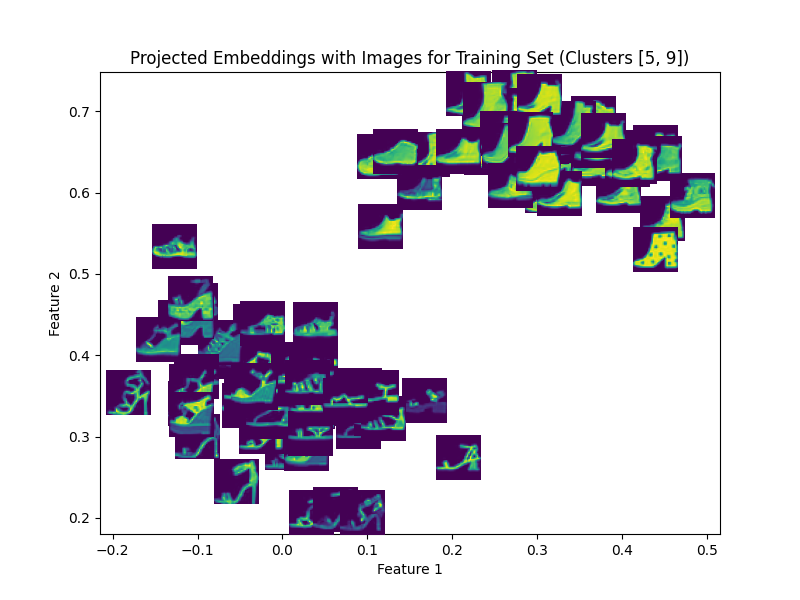 Projected Embeddings with Images for Training Set (Clusters [5, 9])
0.7
0.6
0.5
0.4
0.3
0.2
Feature 2
−0.2 −0.1 0.0 0.1 0.2 0.3 0.4 0.5
Feature 1